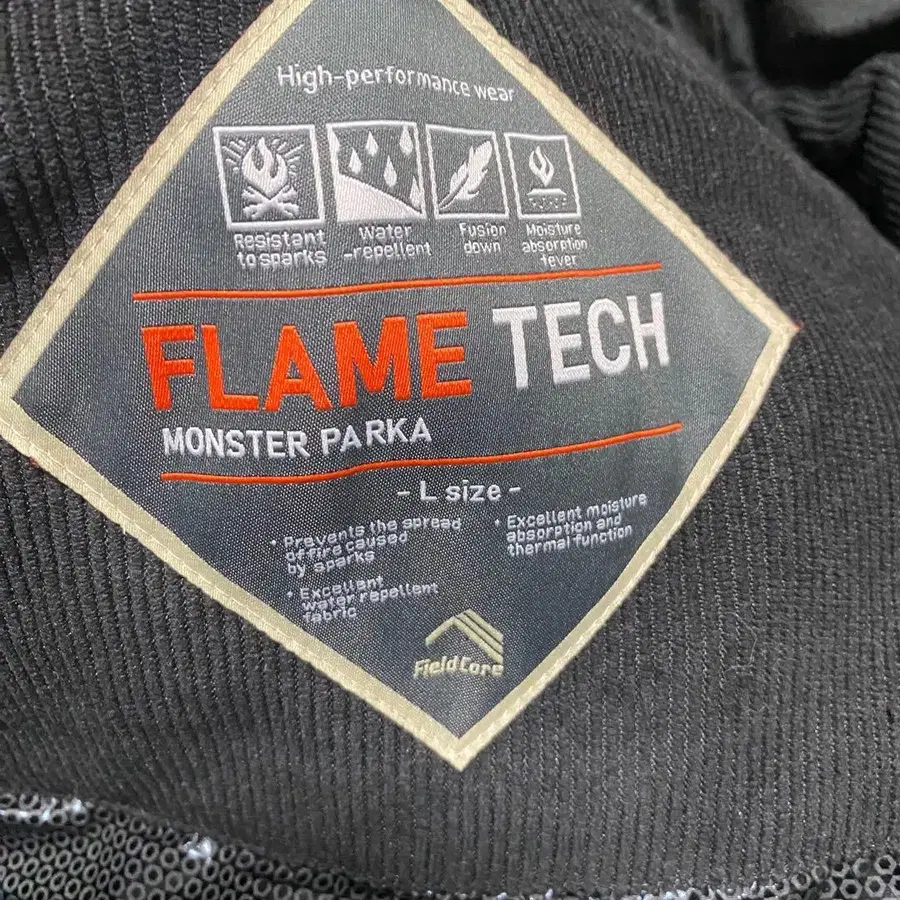 High-performance wear
Resistant
to sparks
Water
-repellent
Fusion
down
Moisture
absorption
fever
FLAME TECH
MONSTER PARKA
- L size -
• Prevents the spread
of fire caused
by sparks
• Excellent
water repellent
fabric
• Excellent moisture
absorption and
thermal function
FieldCore